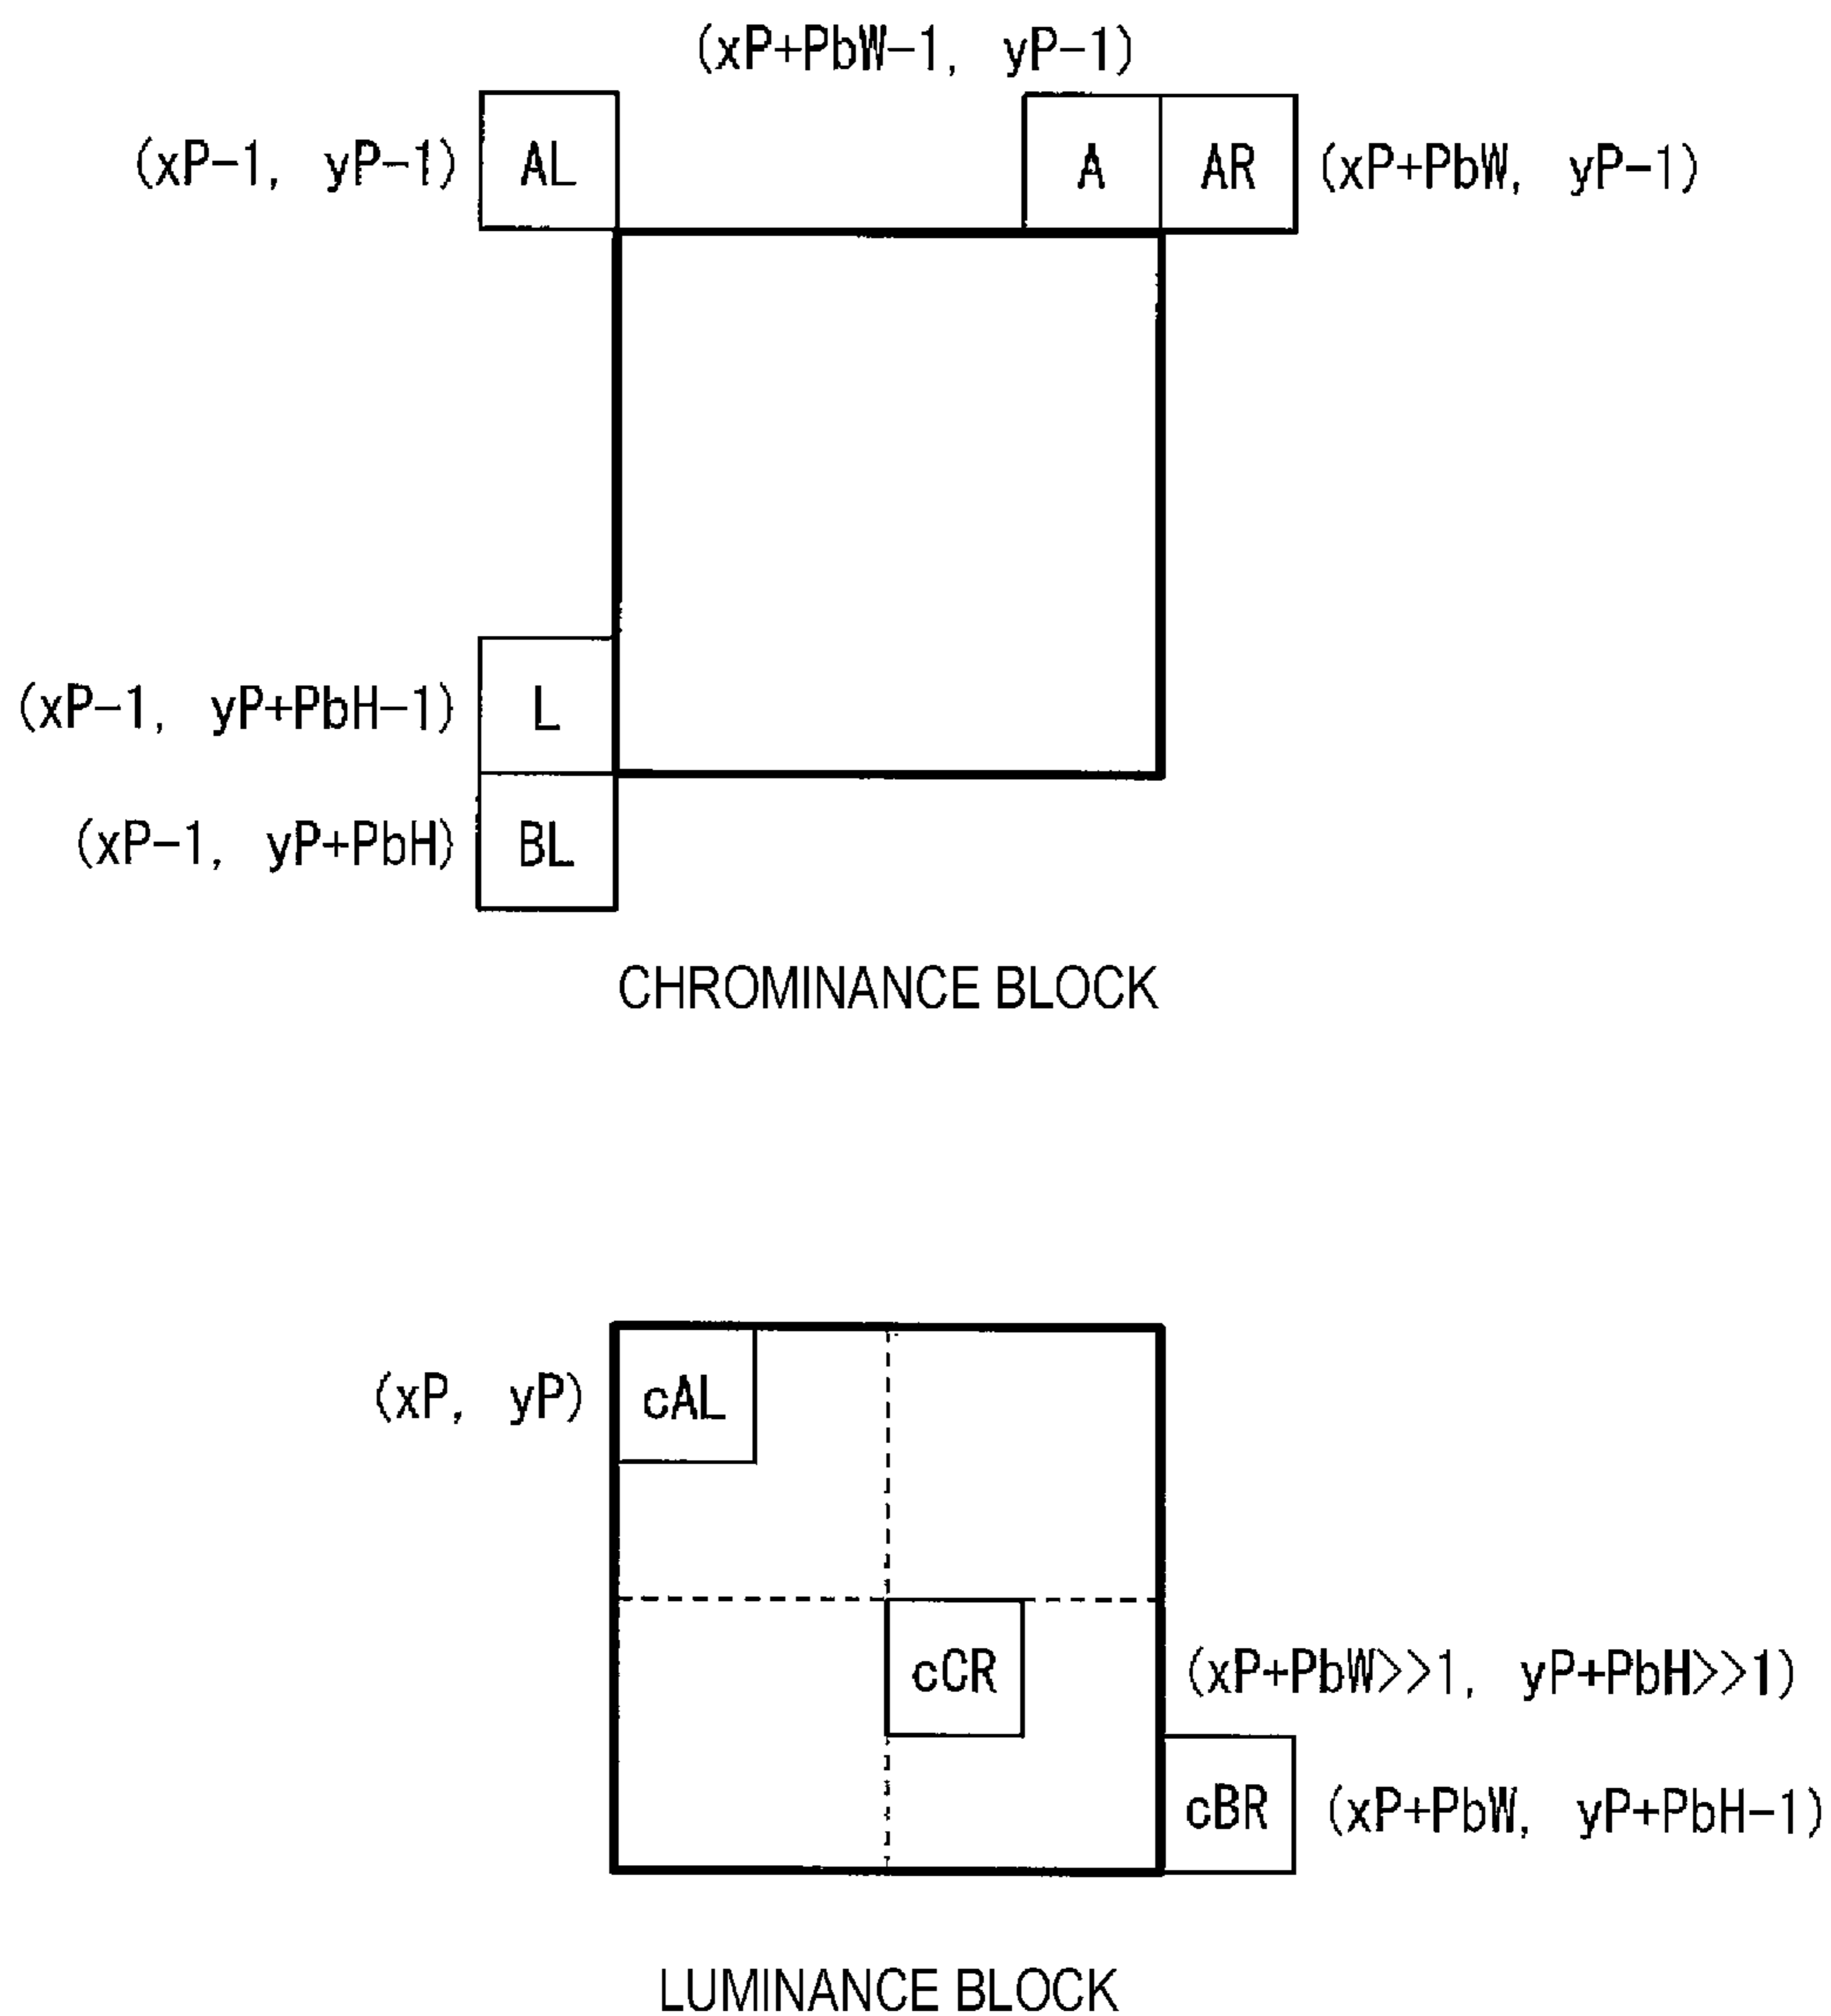 (xP+PbW-1, yP-1)
(xP-1, yP-1) AL A AR (xP+PbW, yP-1)
(xP-1, yP+PbH-1) L
(xP-1, yP+PbH) BL
CHROMINANCE BLOCK
(xP, yP) cAL
cCR (xP+PbW>>1, yP+PbH>>1)
cBR (xP+PbW, yP+PbH-1)
LUMINANCE BLOCK